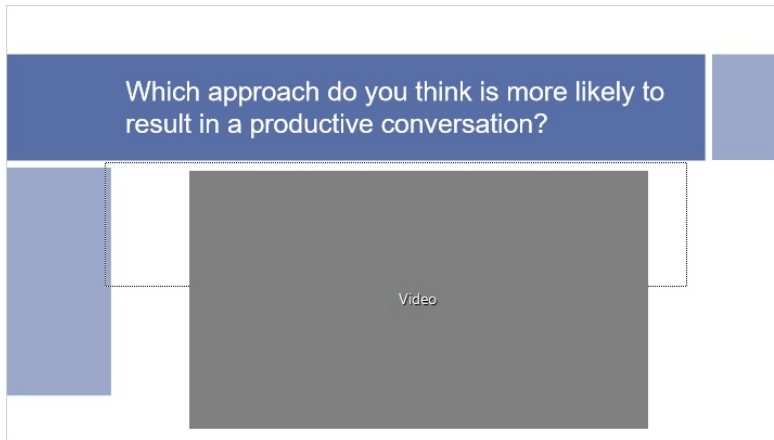 Which approach do you think is more likely to
result in a productive conversation?
Video